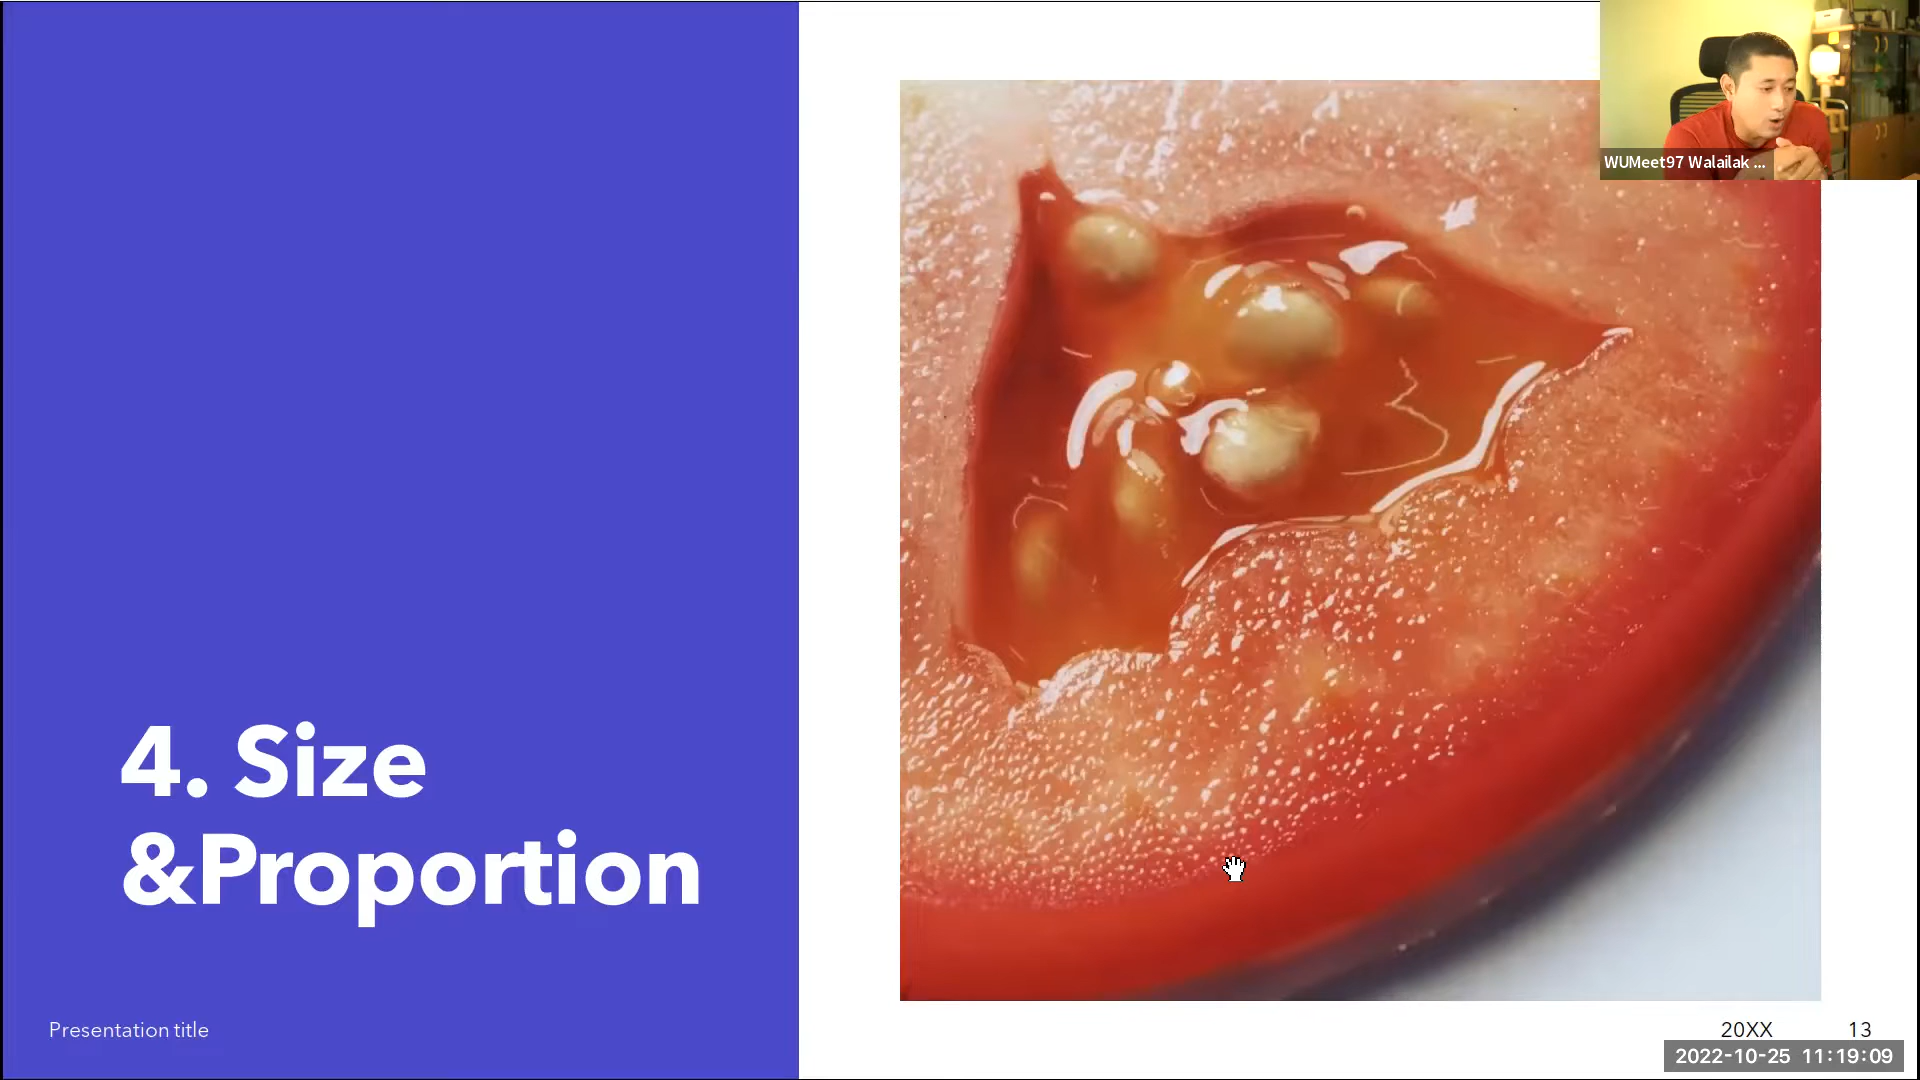 WUMeet97 Walailak ...
4. Size
&Proportion
Presentation title
20XX
13
2022-10-25 11:19:09